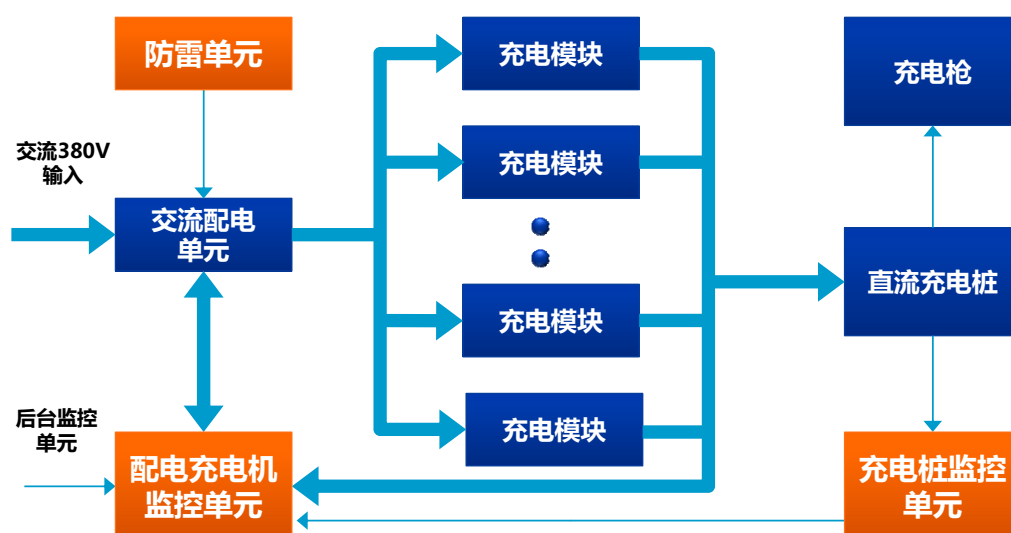 防雷单元
充电模块
充电枪
交流380V
输入
充电模块
交流配电
单元
直流充电桩
充电模块
后台监控
单元
充电模块
配电充电机
监控单元
充电桩监控
单元